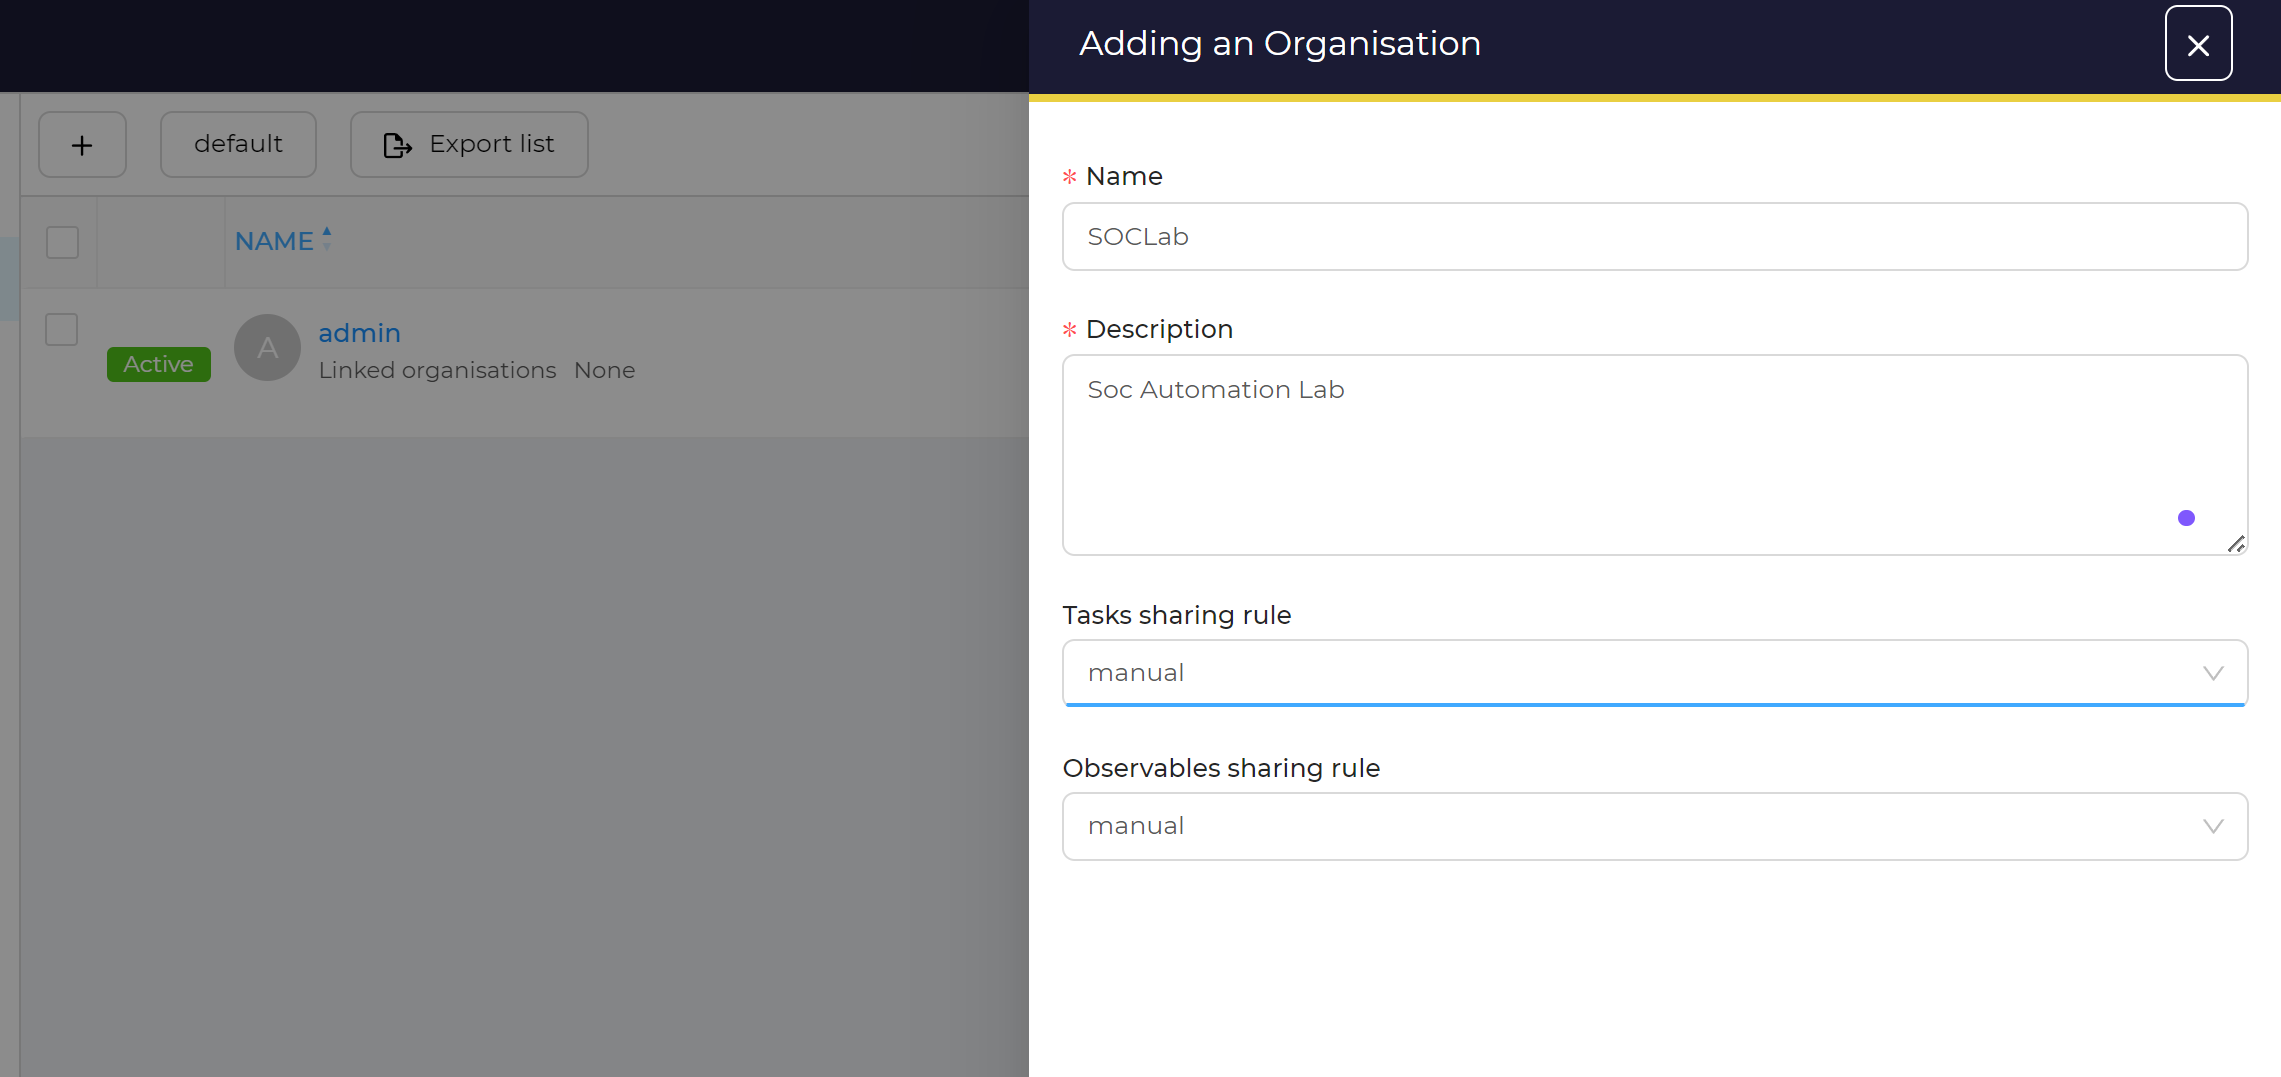 Adding an Organisation
+ default Export list
NAME
Active
A
admin
Linked organisations None
* Name
SOCLab
* Description
Soc Automation Lab
Tasks sharing rule
manual
Observables sharing rule
manual